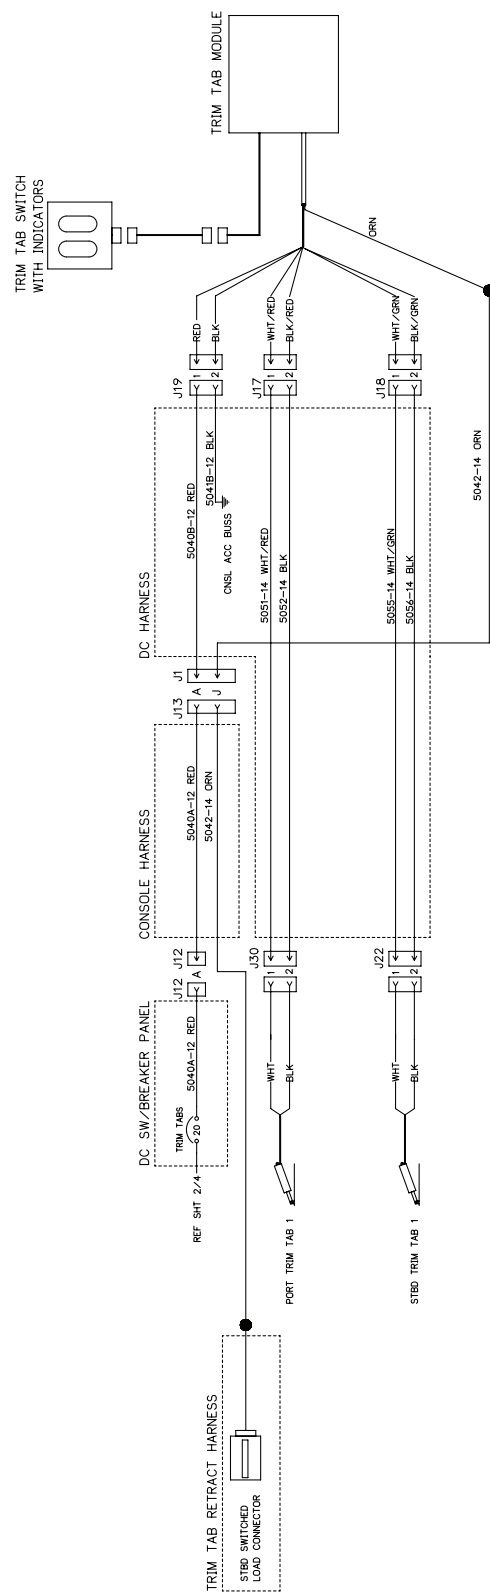 TRIM TAB MODULE
TRIM TAB SWITCH
WITH INDICATORS
ORN
RED
BLK
WHT/RED
BLK/RED
WHT/GRN
BLK/GRN
J19
1
2
J17
1
2
J18
1
2
5040B-12 RED
5041B-12 BLK
CNSL ACC BUSS
5051-14 WHT/RED
5052-14 BLK
5055-14 WHT/GRN
5056-14 BLK
5042-14 ORN
DC HARNESS
J1
J13
A
J
CONSOLE HARNESS
5040A-12 RED
5042-14 ORN
J12
J12
A
J30
1
2
J22
1
2
DC SW/BREAKER PANEL
5040A-12 RED
TRIM TABS
20
REF SHT 2/4
WHT
BLK
WHT
BLK
PORT TRIM TAB 1
STBD TRIM TAB 1
TRIM TAB RETRACT HARNESS
STBD SWITCHED
LOAD CONNECTOR